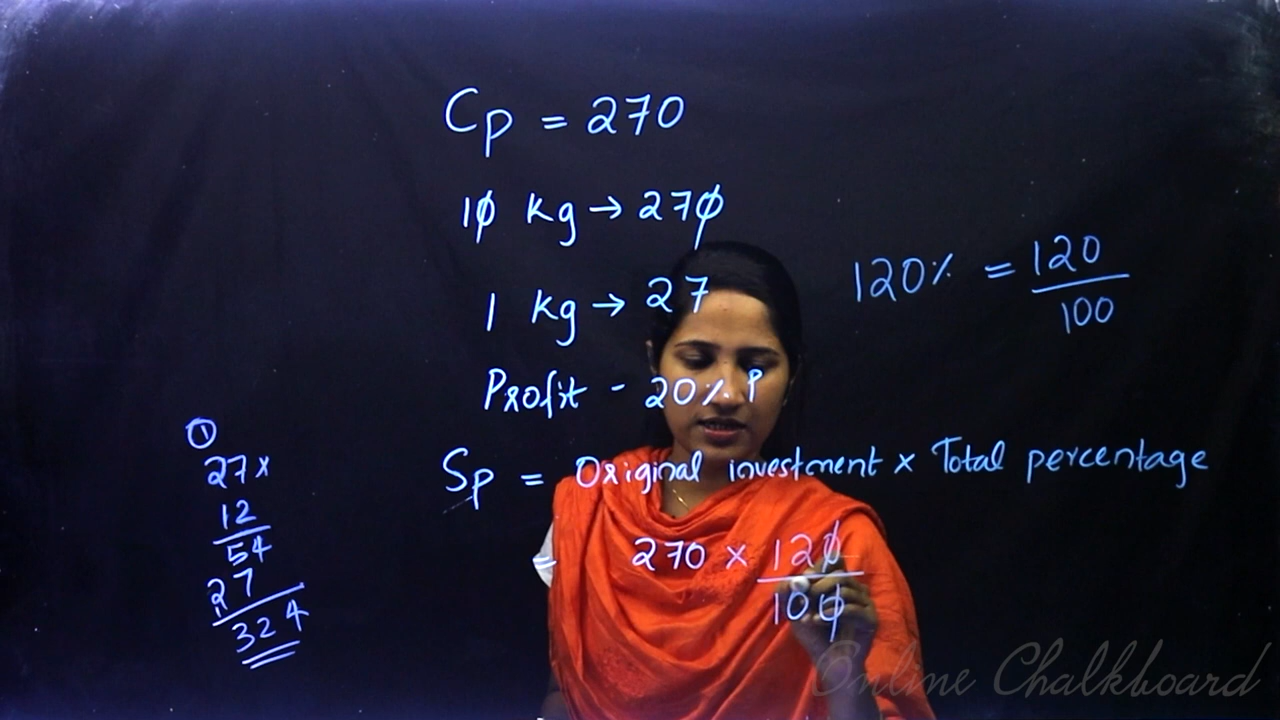 Cp = 270
10 kg → 270
1 kg → 27
120% = 120
100
Profit - 20% P
Sp = Original investment × Total percentage
= 270 × 120
100
①
27 ×
12
54
27
324
Online Chalkboard